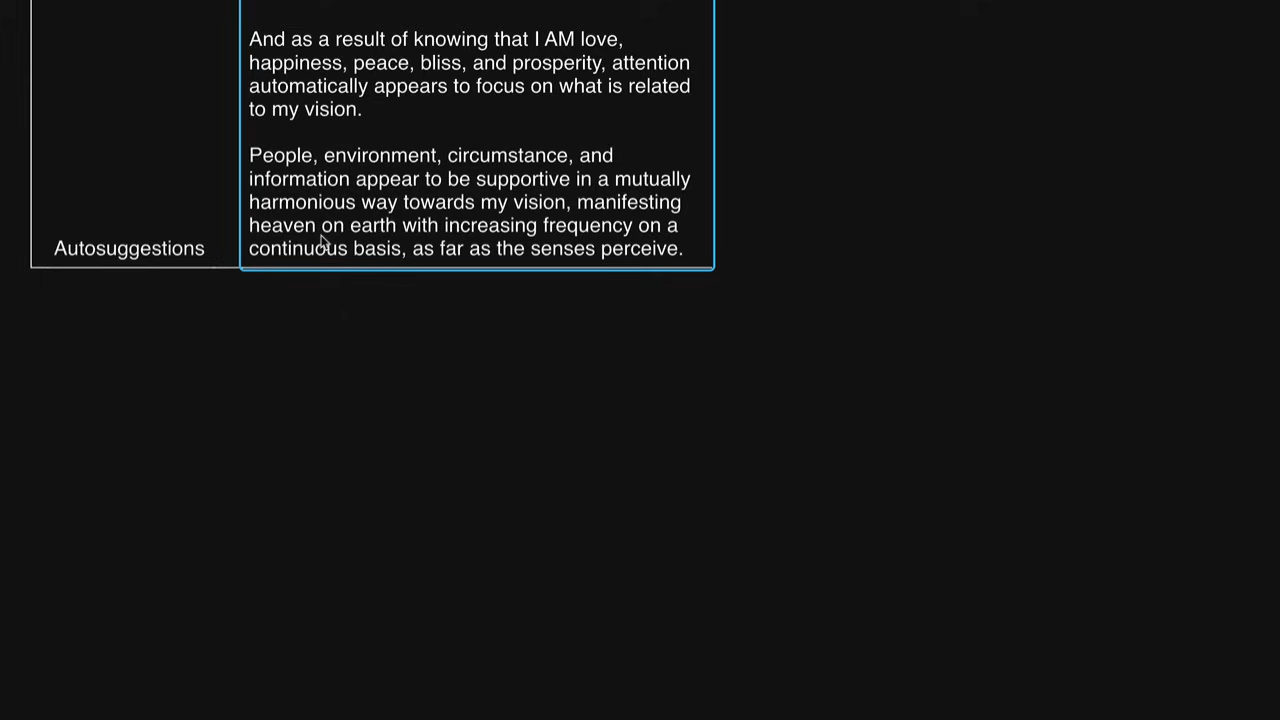 And as a result of knowing that I AM love,
happiness, peace, bliss, and prosperity, attention
automatically appears to focus on what is related
to my vision.
People, environment, circumstance, and
information appear to be supportive in a mutually
harmonious way towards my vision, manifesting
heaven on earth with increasing frequency on a
continuous basis, as far as the senses perceive.
Autosuggestions